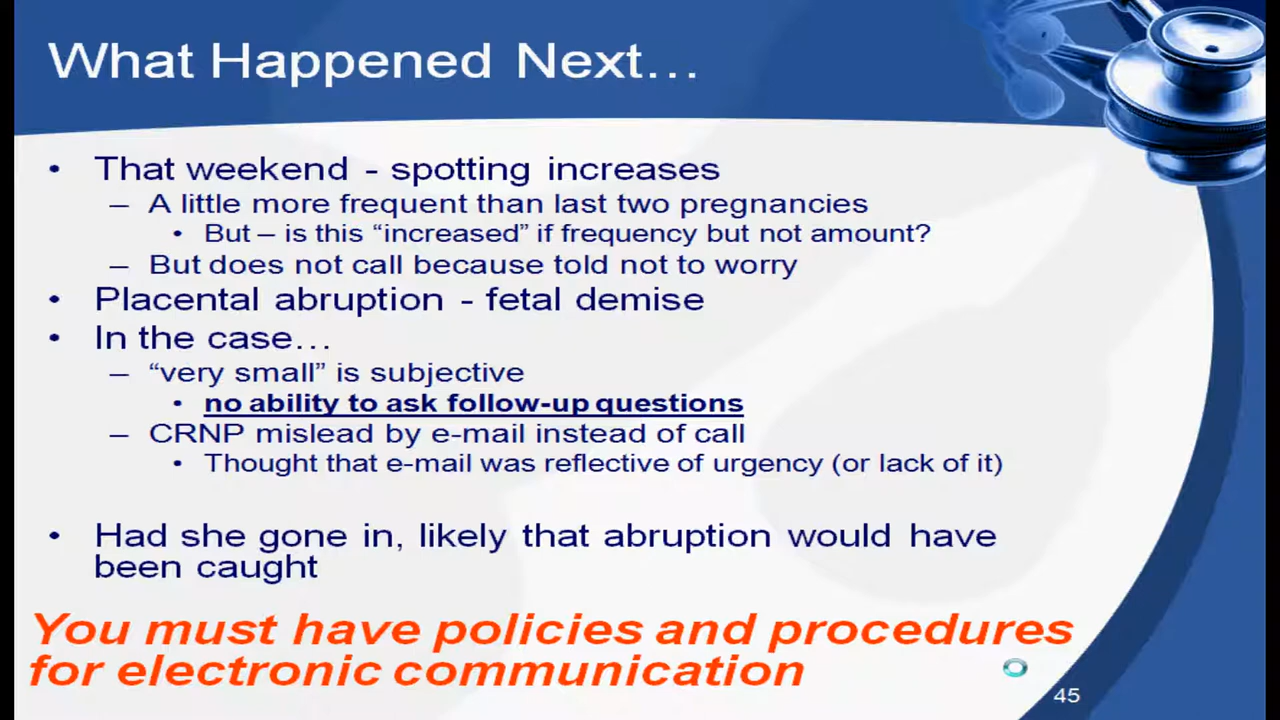 What Happened Next…
• That weekend - spotting increases
– A little more frequent than last two pregnancies
• But – is this “increased” if frequency but not amount?
– But does not call because told not to worry
• Placental abruption - fetal demise
• In the case…
– “very small” is subjective
• no ability to ask follow-up questions
– CRNP mislead by e-mail instead of call
• Thought that e-mail was reflective of urgency (or lack of it)
• Had she gone in, likely that abruption would have
been caught
You must have policies and procedures
for electronic communication
45